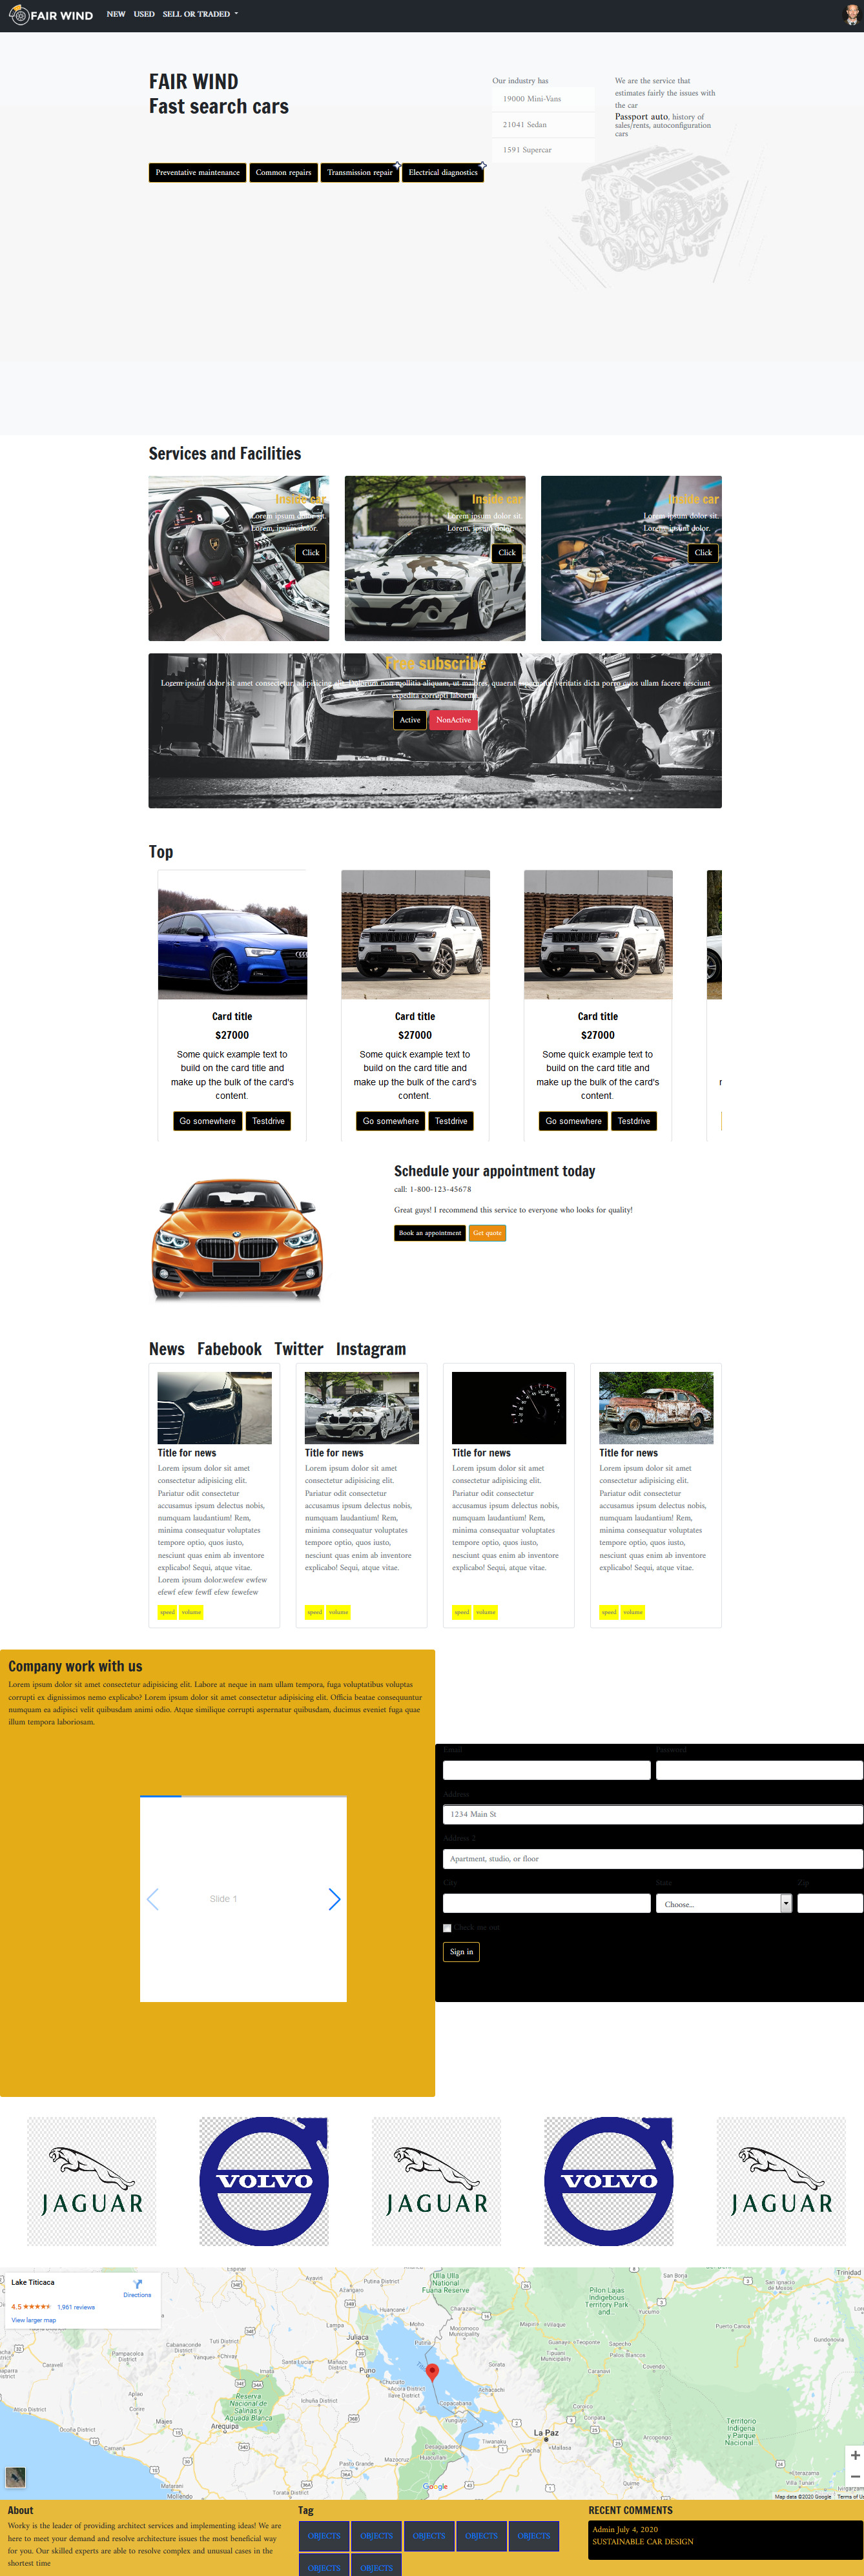 FAIR WIND
NEW USED SELL OR TRADED
FAIR WIND
Fast search cars
Preventative maintenance Common repairs Transmission repair Electrical diagnostics
Our industry has
19000 Mini-Vans
21041 Sedan
1591 Supercar
We are the service that
estimates fairly the issues with
the car
Passport auto, history of
sales/rents, autoconfiguration
cars
Services and Facilities
Inside car
Lorem ipsum dolor sit.
Lorem, ipsum dolor.
Click
Inside car
Lorem ipsum dolor sit.
Lorem, ipsum dolor.
Click
Inside car
Lorem ipsum dolor sit.
Lorem, ipsum dolor.
Click
Free subscribe
Lorem ipsum dolor sit amet consectetur, adipisicing elit. Dolorum non mollitia aliquam, ut maiores, quaerat veritatis dicta porro quos ullam facere nesciunt
expedita corrupti laborum
Active NonActive
Top
Card title
$27000
Some quick example text to
build on the card title and
make up the bulk of the card's
content.
Go somewhere Testdrive
Card title
$27000
Some quick example text to
build on the card title and
make up the bulk of the card's
content.
Go somewhere Testdrive
Card title
$27000
Some quick example text to
build on the card title and
make up the bulk of the card's
content.
Go somewhere Testdrive
Schedule your appointment today
call: 1-800-123-45678
Great guys! I recommend this service to everyone who looks for quality!
Book an appointment Get quote
News Fabebook Twitter Instagram
Title for news
Lorem ipsum dolor sit amet
consectetur adipisicing elit.
Pariatur odit consectetur
accusamus ipsum delectus nobis,
numquam laudantium! Rem,
minima consequatur voluptates
tempore optio, quos iusto,
nesciunt quas enim ab inventore
explicabo! Sequi, atque vitae.
Lorem ipsum dolor.wefew ewfew
efewf efew fewff efew fewefew
speed volume
Title for news
Lorem ipsum dolor sit amet
consectetur adipisicing elit.
Pariatur odit consectetur
accusamus ipsum delectus nobis,
numquam laudantium! Rem,
minima consequatur voluptates
tempore optio, quos iusto,
nesciunt quas enim ab inventore
explicabo! Sequi, atque vitae.
speed volume
Title for news
Lorem ipsum dolor sit amet
consectetur adipisicing elit.
Pariatur odit consectetur
accusamus ipsum delectus nobis,
numquam laudantium! Rem,
minima consequatur voluptates
tempore optio, quos iusto,
nesciunt quas enim ab inventore
explicabo! Sequi, atque vitae.
speed volume
Title for news
Lorem ipsum dolor sit amet
consectetur adipisicing elit.
Pariatur odit consectetur
accusamus ipsum delectus nobis,
numquam laudantium! Rem,
minima consequatur voluptates
tempore optio, quos iusto,
nesciunt quas enim ab inventore
explicabo! Sequi, atque vitae.
speed volume
Company work with us
Lorem ipsum dolor sit amet consectetur adipisicing elit. Labore at neque in nam ullam tempora, fuga voluptatibus voluptas
corrupti ex dignissimos nemo explicabo? Lorem ipsum dolor sit amet consectetur adipisicing elit. Officia beatae consequuntur
numquam ea adipisci velit quibusdam animi odio. Atque similique corrupti aspernatur quibusdam, ducimus eveniet fuga quae
illum tempora laboriosam.
Slide 1
Email Password
Address
1234 Main St
Address 2
Apartment, studio, or floor
City State Zip
Choose...
Check me out
Sign in
JAGUAR VOLVO JAGUAR VOLVO JAGUAR
Lake Titicaca
Directions
4.5 1,961 reviews
View larger map
Ulla Ulla
National
Fauna Reserve
Pilon Lajas
Indigenous
Territory Park
and...
Trinidad
Juliaca
Puno
Reserva
Nacional de
Salinas y
Aguada Blanca
Arequipa
Copacabana
La Paz
Territorio
Indigena
y Parque
Nacional
Google
Map data ©2020 Google Terms of Us
About
Worky is the leader of providing architect services and implementing ideas! We are
here to meet your demand and resolve architecture issues the most beneficial way
for you. Our skilled experts are able to resolve complex and unusual cases in the
shortest time
Tag
OBJECTS OBJECTS OBJECTS OBJECTS OBJECTS
OBJECTS OBJECTS
RECENT COMMENTS
Admin July 4, 2020
SUSTAINABLE CAR DESIGN